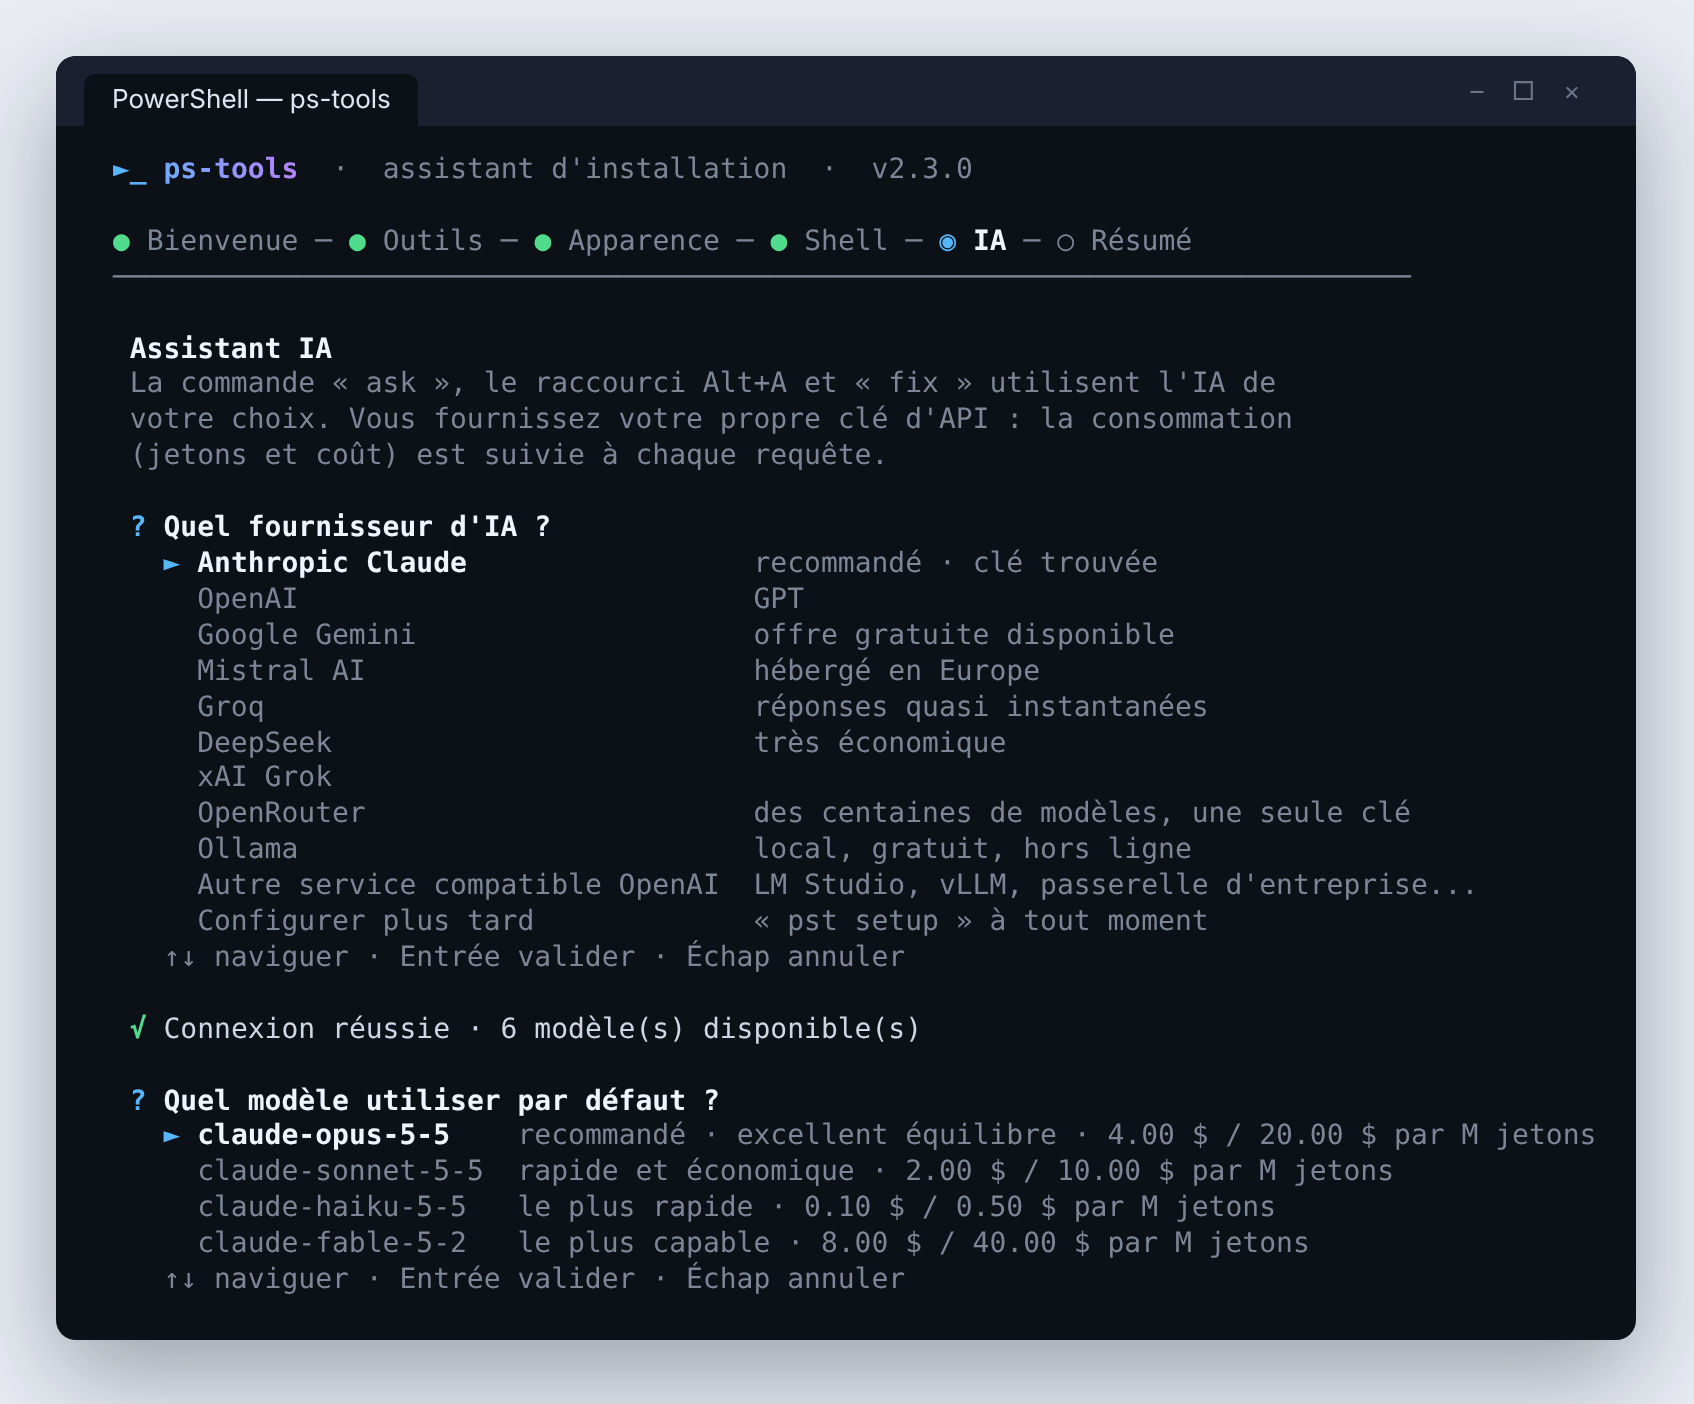 PowerShell — ps-tools
►_ ps-tools · assistant d'installation · v2.3.0
● Bienvenue — ● Outils — ● Apparence — ● Shell — ◉ IA — ○ Résumé
Assistant IA
La commande « ask », le raccourci Alt+A et « fix » utilisent l'IA de
votre choix. Vous fournissez votre propre clé d'API : la consommation
(jetons et coût) est suivie à chaque requête.
? Quel fournisseur d'IA ?
► Anthropic Claude recommandé · clé trouvée
OpenAI GPT
Google Gemini offre gratuite disponible
Mistral AI hébergé en Europe
Groq réponses quasi instantanées
DeepSeek très économique
xAI Grok
OpenRouter des centaines de modèles, une seule clé
Ollama local, gratuit, hors ligne
Autre service compatible OpenAI LM Studio, vLLM, passerelle d'entreprise...
Configurer plus tard « pst setup » à tout moment
↑↓ naviguer · Entrée valider · Échap annuler
√ Connexion réussie · 6 modèle(s) disponible(s)
? Quel modèle utiliser par défaut ?
► claude-opus-5-5 recommandé · excellent équilibre · 4.00 $ / 20.00 $ par M jetons
claude-sonnet-5-5 rapide et économique · 2.00 $ / 10.00 $ par M jetons
claude-haiku-5-5 le plus rapide · 0.10 $ / 0.50 $ par M jetons
claude-fable-5-2 le plus capable · 8.00 $ / 40.00 $ par M jetons
↑↓ naviguer · Entrée valider · Échap annuler